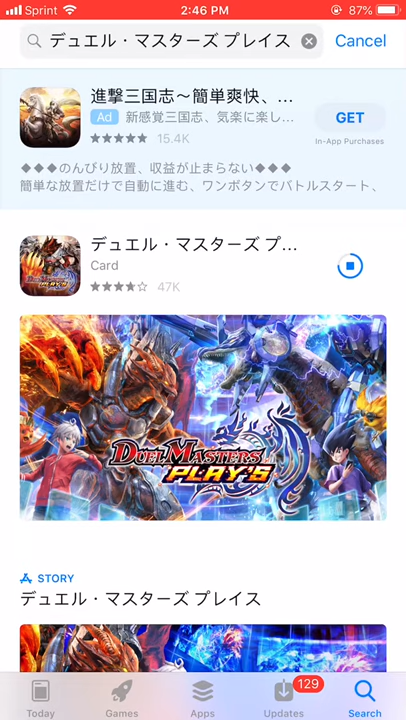 Sprint 2:46 PM 87%
デュエル・マスターズ プレイス Cancel
進撃三国志〜簡単爽快、...
Ad 新感覚三国志、気楽に楽し...
GET
15.4K
In-App Purchases
◆◆◆のんびり放置、収益が止まらない◆◆◆
簡単な放置だけで自動に進む、ワンボタンでバトルスタート、
デュエル・マスターズ プ...
Card
47K
DUEL MASTERS
PLAY'S
STORY
デュエル・マスターズ プレイス
129
Today Games Apps Updates Search